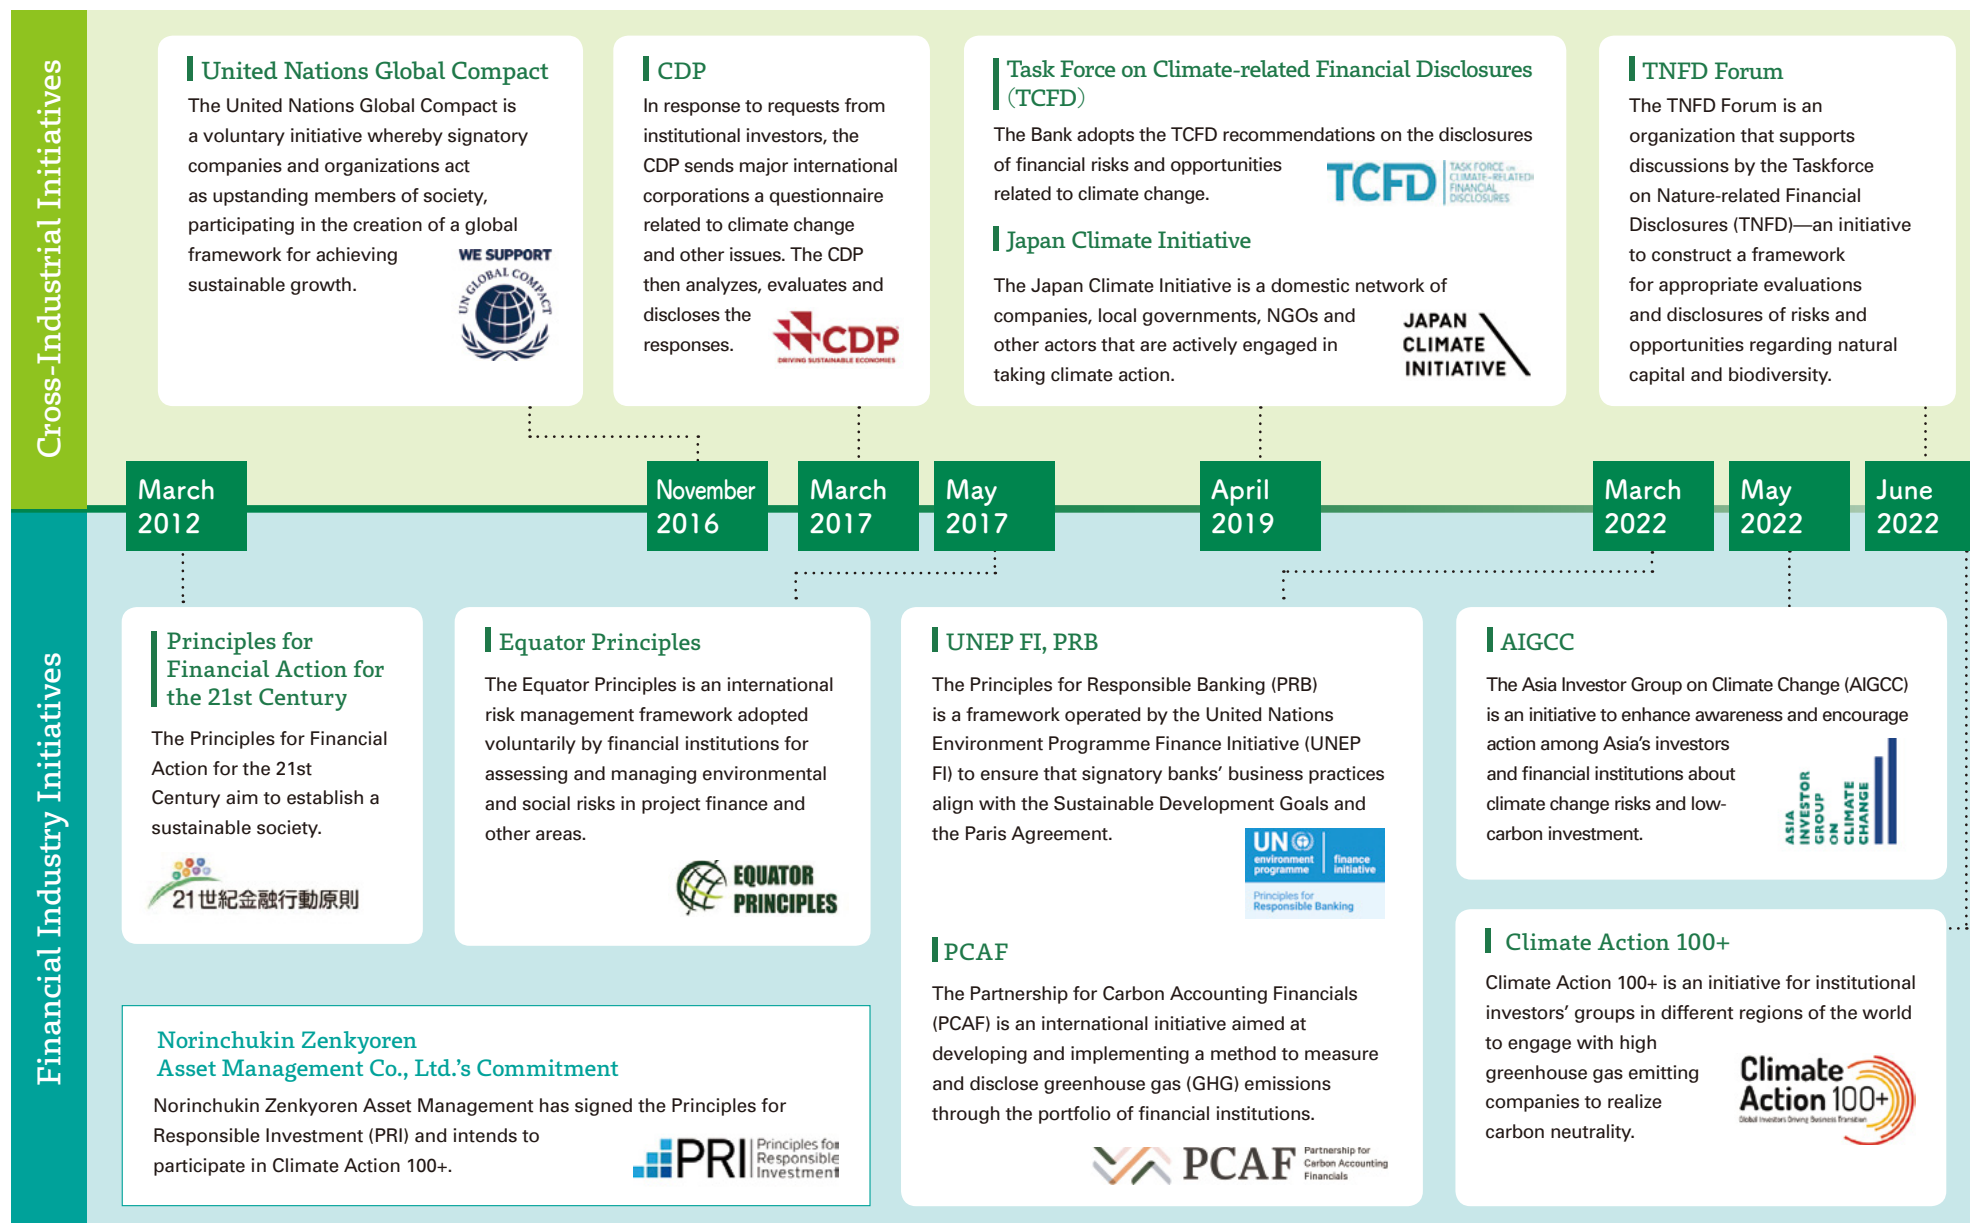 Cross-Industrial Initiatives
United Nations Global Compact
The United Nations Global Compact is
a voluntary initiative whereby signatory
companies and organizations act
as upstanding members of society,
participating in the creation of a global
framework for achieving
sustainable growth.
WE SUPPORT
UN GLOBAL COMPACT
CDP
In response to requests from
institutional investors, the
CDP sends major international
corporations a questionnaire
related to climate change
and other issues. The CDP
then analyzes, evaluates and
discloses the
responses.
CDP
DRIVING SUSTAINABLE ECONOMIES
Task Force on Climate-related Financial Disclosures
(TCFD)
The Bank adopts the TCFD recommendations on the disclosures
of financial risks and opportunities
related to climate change.
TCFD
TASK FORCE ON
CLIMATE-RELATED
FINANCIAL
DISCLOSURES
Japan Climate Initiative
The Japan Climate Initiative is a domestic network of
companies, local governments, NGOs and
other actors that are actively engaged in
taking climate action.
JAPAN
CLIMATE
INITIATIVE
TNFD Forum
The TNFD Forum is an
organization that supports
discussions by the Taskforce
on Nature-related Financial
Disclosures (TNFD)—an initiative
to construct a framework
for appropriate evaluations
and disclosures of risks and
opportunities regarding natural
capital and biodiversity.
March
2012
November
2016
March
2017
May
2017
April
2019
March
2022
May
2022
June
2022
Financial Industry Initiatives
Principles for
Financial Action for
the 21st Century
The Principles for Financial
Action for the 21st
Century aim to establish a
sustainable society.
21世紀金融行動原則
Equator Principles
The Equator Principles is an international
risk management framework adopted
voluntarily by financial institutions for
assessing and managing environmental
and social risks in project finance and
other areas.
EQUATOR
PRINCIPLES
Norinchukin Zenkyoren
Asset Management Co., Ltd.'s Commitment
Norinchukin Zenkyoren Asset Management has signed the Principles for
Responsible Investment (PRI) and intends to
participate in Climate Action 100+.
PRI
Principles for
Responsible
Investment
UNEP FI, PRB
The Principles for Responsible Banking (PRB)
is a framework operated by the United Nations
Environment Programme Finance Initiative (UNEP
FI) to ensure that signatory banks' business practices
align with the Sustainable Development Goals and
the Paris Agreement.
UN
environment
programme
finance
initiative
Principles for
Responsible Banking
PCAF
The Partnership for Carbon Accounting Financials
(PCAF) is an international initiative aimed at
developing and implementing a method to measure
and disclose greenhouse gas (GHG) emissions
through the portfolio of financial institutions.
PCAF
Partnership for
Carbon Accounting
Financials
AIGCC
The Asia Investor Group on Climate Change (AIGCC)
is an initiative to enhance awareness and encourage
action among Asia's investors
and financial institutions about
climate change risks and low-
carbon investment.
ASIA
INVESTOR
GROUP
ON
CLIMATE
CHANGE
Climate Action 100+
Climate Action 100+ is an initiative for institutional
investors' groups in different regions of the world
to engage with high
greenhouse gas emitting
companies to realize
carbon neutrality.
Climate
Action 100+
Global Investors Driving Business Transition